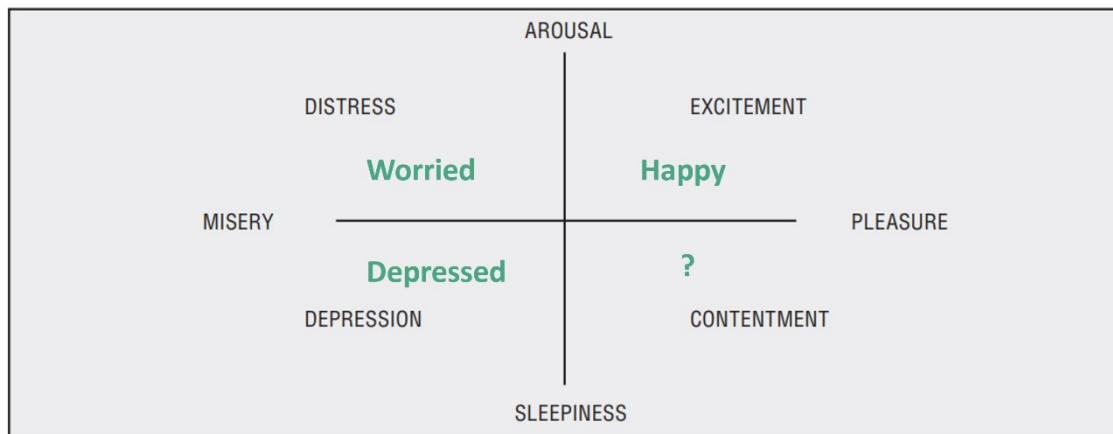 AROUSAL
DISTRESS EXCITEMENT
Worried Happy
MISERY PLEASURE
Depressed ?
DEPRESSION CONTENTMENT
SLEEPINESS